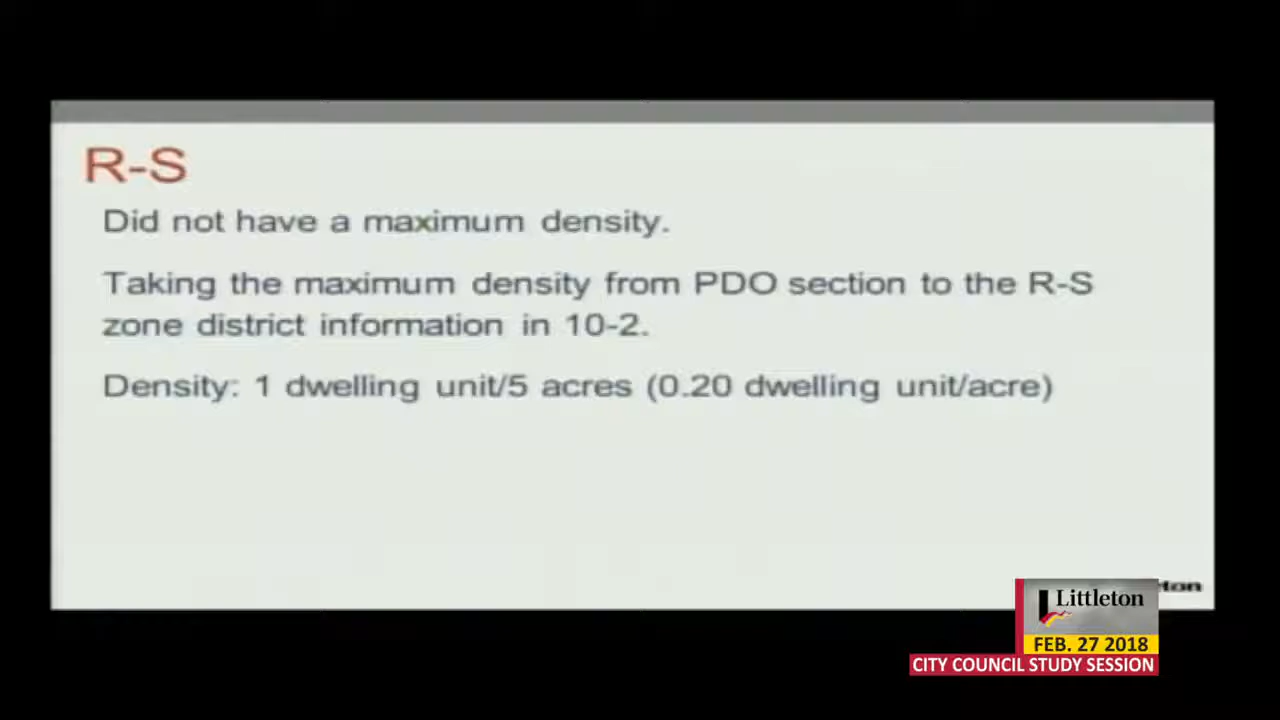 R-S
Did not have a maximum density.
Taking the maximum density from PDO section to the R-S
zone district information in 10-2.
Density: 1 dwelling unit/5 acres (0.20 dwelling unit/acre)
Littleton
FEB. 27 2018
CITY COUNCIL STUDY SESSION